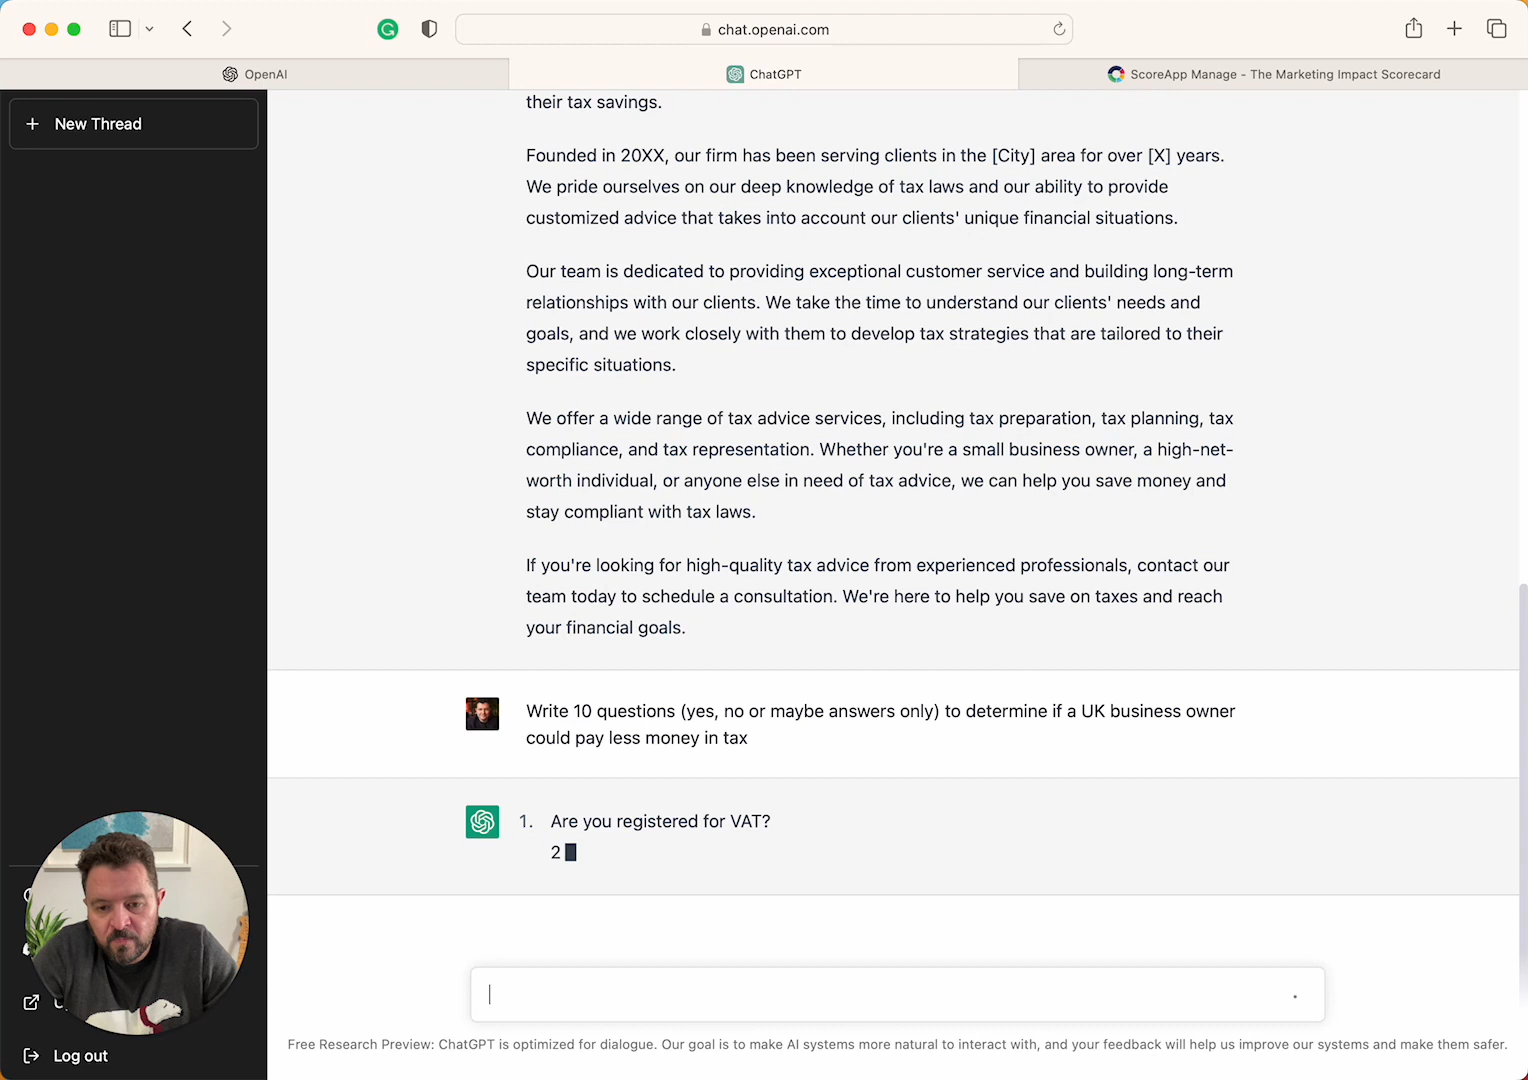 chat.openai.com
OpenAI
ChatGPT
ScoreApp Manage - The Marketing Impact Scorecard
New Thread
their tax savings.
Founded in 20XX, our firm has been serving clients in the [City] area for over [X] years.
We pride ourselves on our deep knowledge of tax laws and our ability to provide
customized advice that takes into account our clients' unique financial situations.
Our team is dedicated to providing exceptional customer service and building long-term
relationships with our clients. We take the time to understand our clients' needs and
goals, and we work closely with them to develop tax strategies that are tailored to their
specific situations.
We offer a wide range of tax advice services, including tax preparation, tax planning, tax
compliance, and tax representation. Whether you're a small business owner, a high-net-
worth individual, or anyone else in need of tax advice, we can help you save money and
stay compliant with tax laws.
If you're looking for high-quality tax advice from experienced professionals, contact our
team today to schedule a consultation. We're here to help you save on taxes and reach
your financial goals.
Write 10 questions (yes, no or maybe answers only) to determine if a UK business owner
could pay less money in tax
1. Are you registered for VAT?
2
Log out
Free Research Preview: ChatGPT is optimized for dialogue. Our goal is to make AI systems more natural to interact with, and your feedback will help us improve our systems and make them safer.